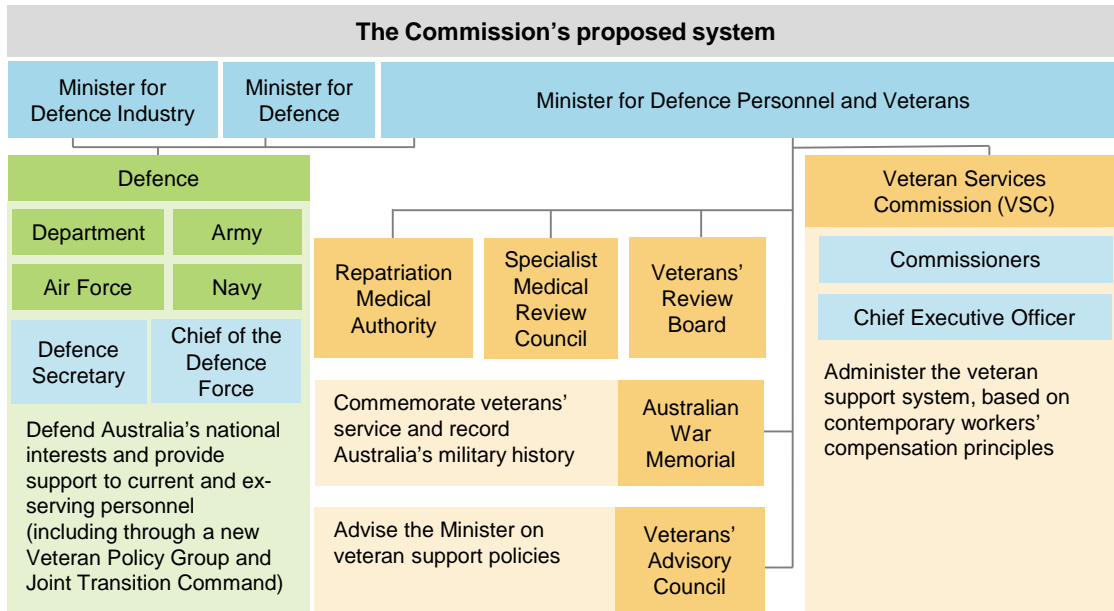 The Commission's proposed system
Minister for
Defence Industry
Minister for
Defence
Minister for Defence Personnel and Veterans
Defence
Department
Army
Air Force
Navy
Defence
Secretary
Chief of the
Defence
Force
Defend Australia's national
interests and provide
support to current and ex-
serving personnel
(including through a new
Veteran Policy Group and
Joint Transition Command)
Repatriation
Medical
Authority
Specialist
Medical
Review
Council
Veterans'
Review
Board
Commemorate veterans'
service and record
Australia's military history
Australian
War
Memorial
Advise the Minister on
veteran support policies
Veterans'
Advisory
Council
Veteran Services
Commission (VSC)
Commissioners
Chief Executive Officer
Administer the veteran
support system, based on
contemporary workers'
compensation principles